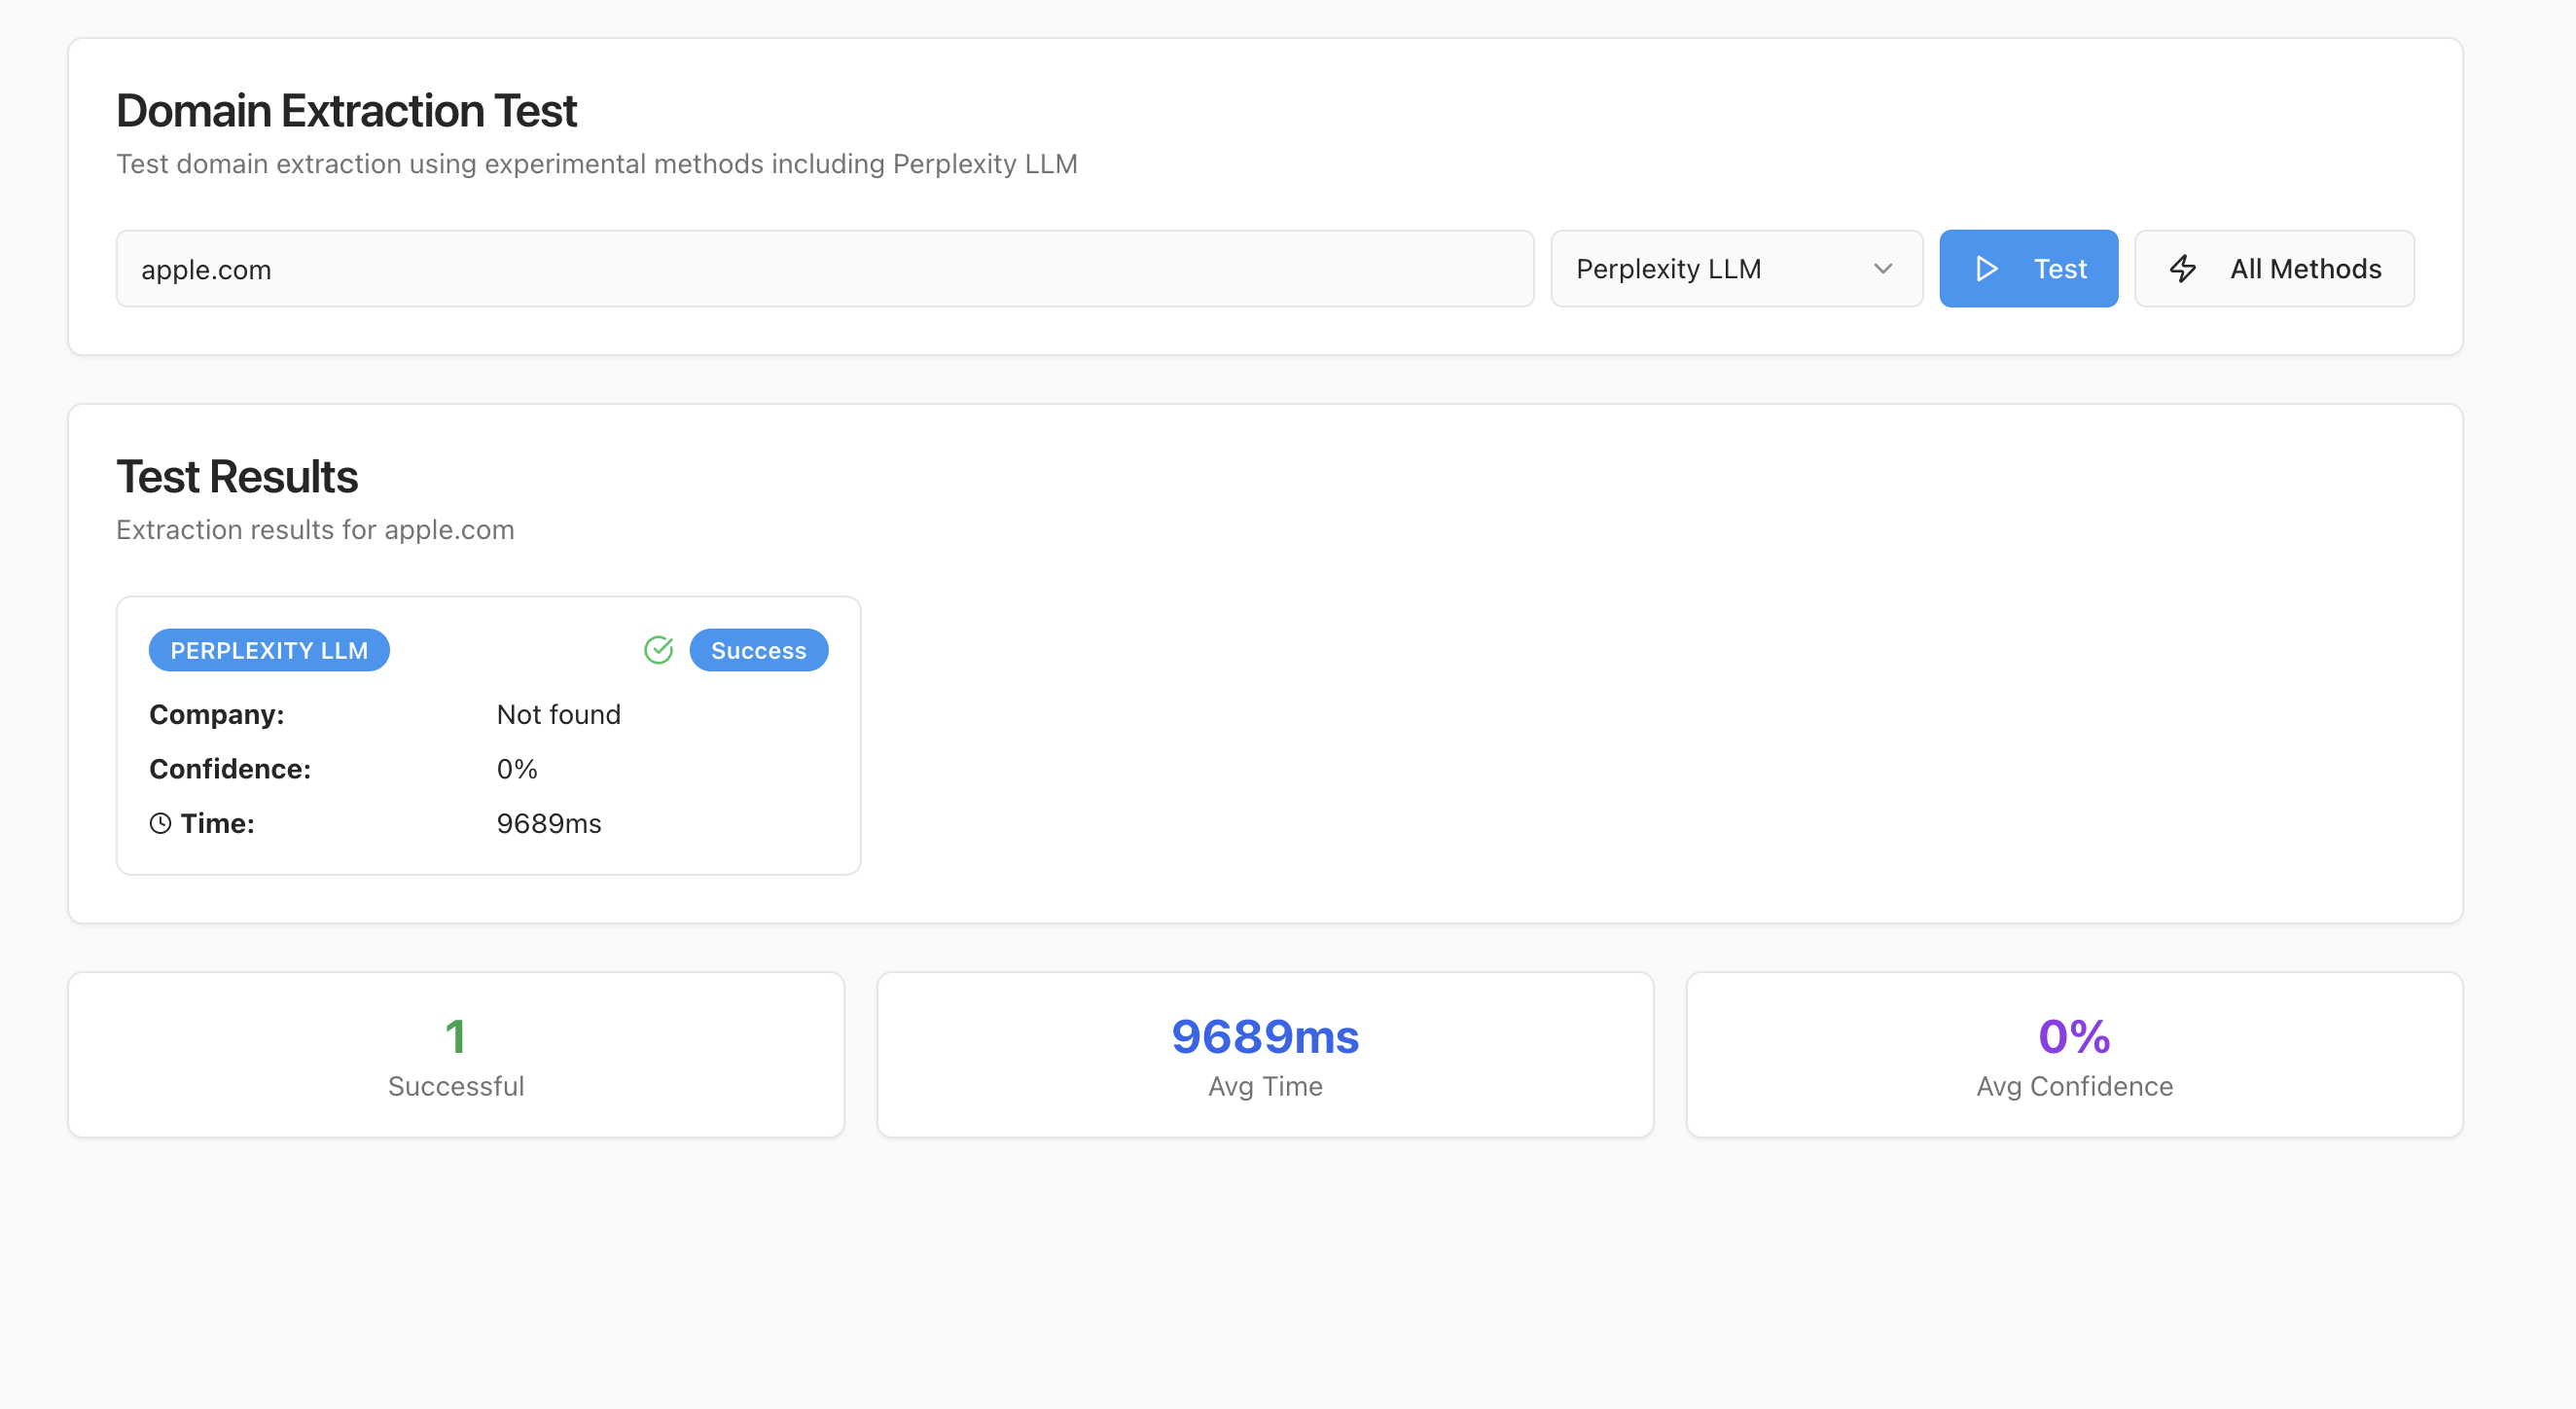 Domain Extraction Test
Test domain extraction using experimental methods including Perplexity LLM
apple.com
Perplexity LLM
Test
All Methods
Test Results
Extraction results for apple.com
PERPLEXITY LLM
Success
Company: Not found
Confidence: 0%
Time: 9689ms
1
Successful
9689ms
Avg Time
0%
Avg Confidence